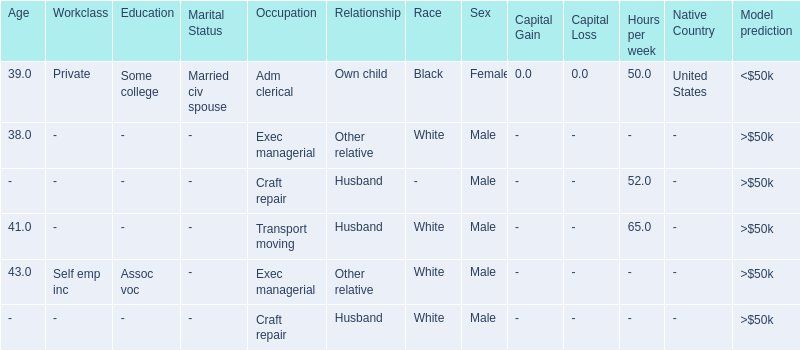 Age Workclass Education Marital Status Occupation Relationship Race Sex Capital Gain Capital Loss Hours per week Native Country Model prediction
39.0 Private Some college Married civ spouse Adm clerical Own child Black Female 0.0 0.0 50.0 United States <$50k
38.0 - - - Exec managerial Other relative White Male - - - - >$50k
- - - - Craft repair Husband - Male - - 52.0 - >$50k
41.0 - - - Transport moving Husband White Male - - 65.0 - >$50k
43.0 Self emp inc Assoc voc - Exec managerial Other relative White Male - - - - >$50k
- - - - Craft repair Husband White Male - - - - >$50k